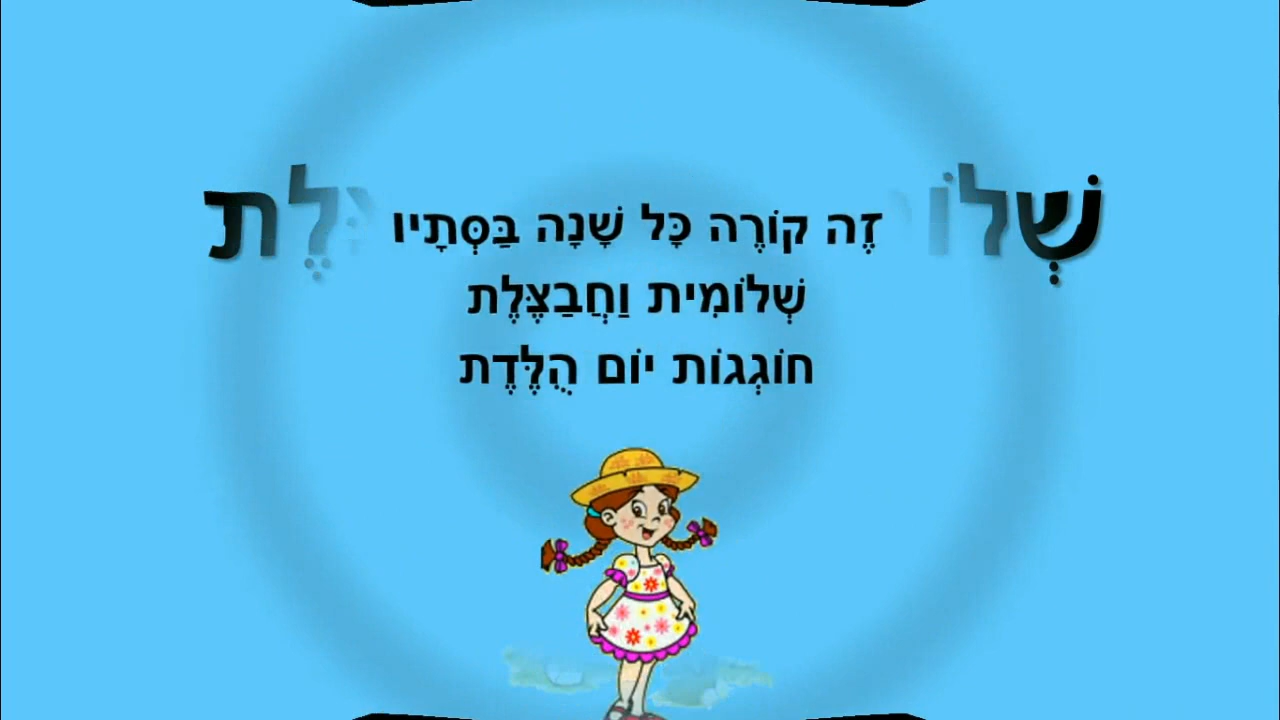 זֶה קוֹרֶה כָּל שָׁנָה בַּסְּתָיו
שְׁלוֹמִית וַחֲבַצֶּלֶת
חוֹגְגוֹת יוֹם הֻלֶּדֶת